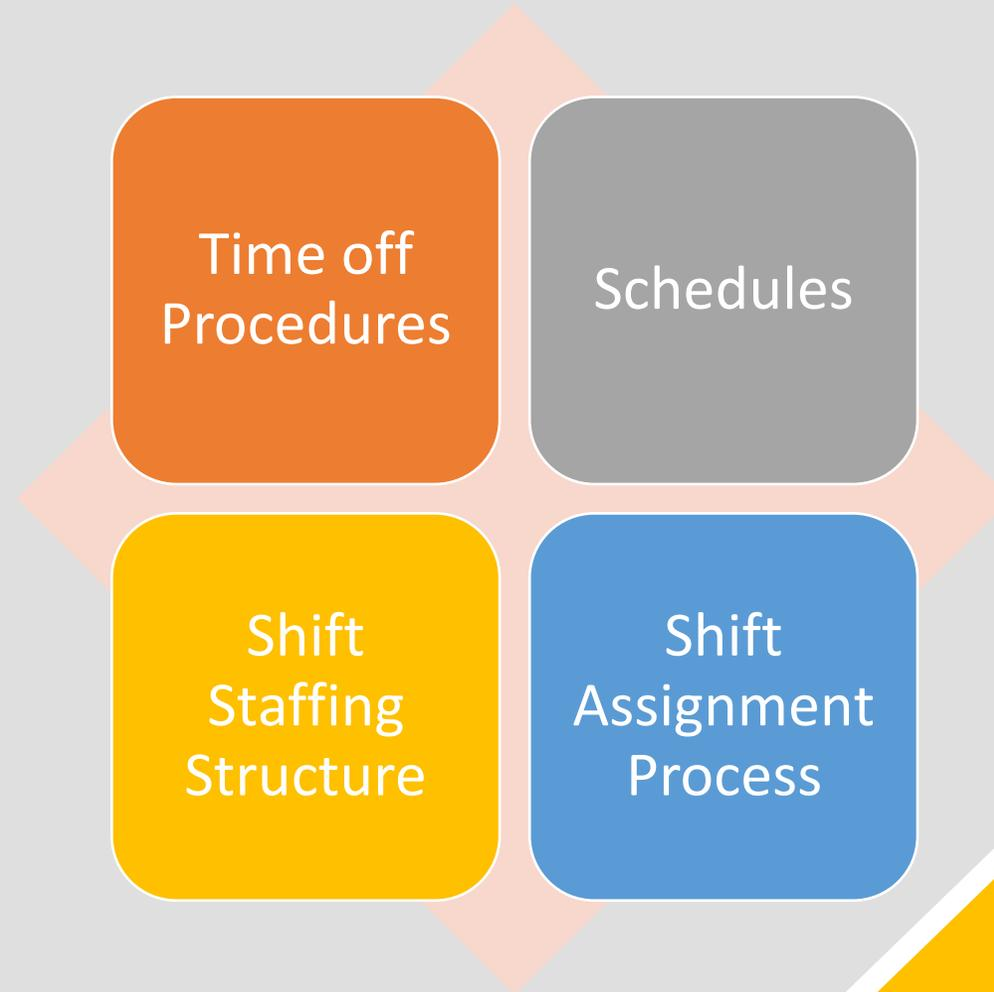 Time off
Procedures
Schedules
Shift
Staffing
Structure
Shift
Assignment
Process